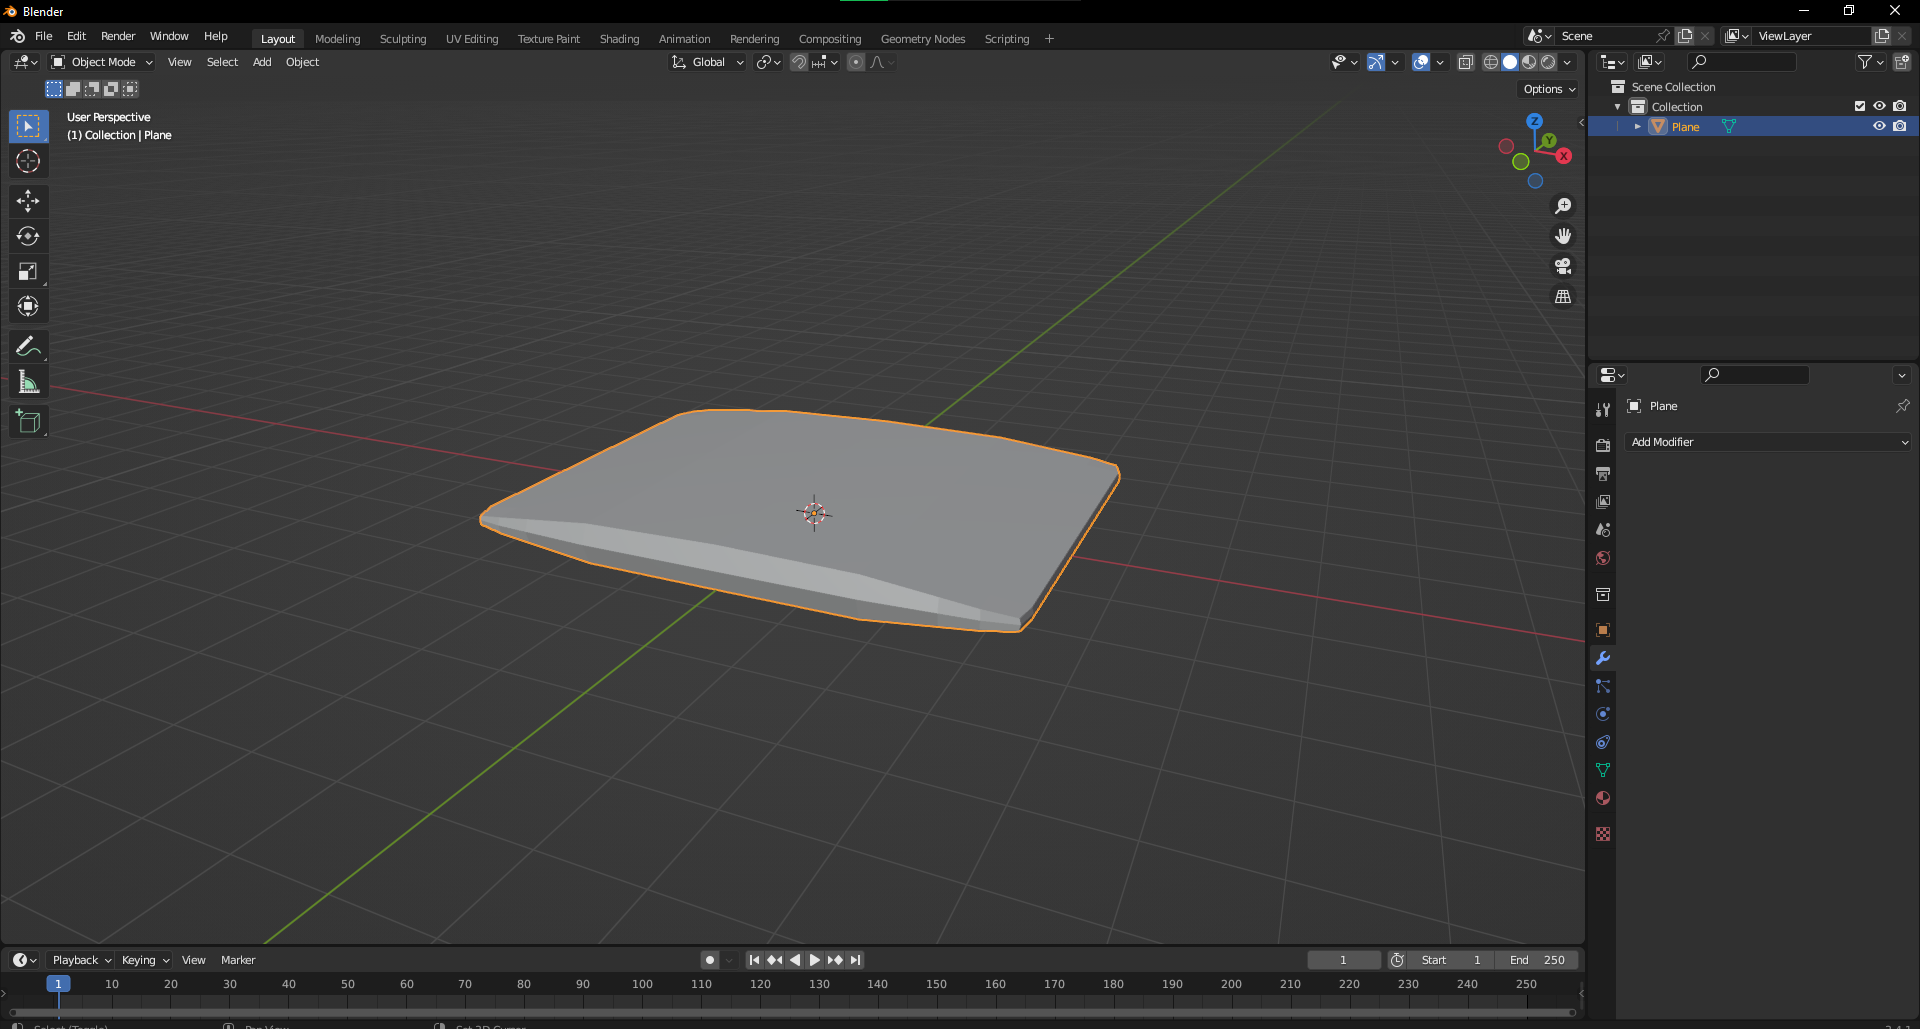 Blender
File Edit Render Window Help Layout Modeling Sculpting UV Editing Texture Paint Shading Animation Rendering Compositing Geometry Nodes Scripting + Scene ViewLayer
Object Mode View Select Add Object Global
Options
User Perspective
(1) Collection | Plane
Z
Y
X
Scene Collection
Collection
Plane
Plane
Add Modifier
Playback Keying View Marker 1 Start 1 End 250
1 10 20 30 40 50 60 70 80 90 100 110 120 130 140 150 160 170 180 190 200 210 220 230 240 250